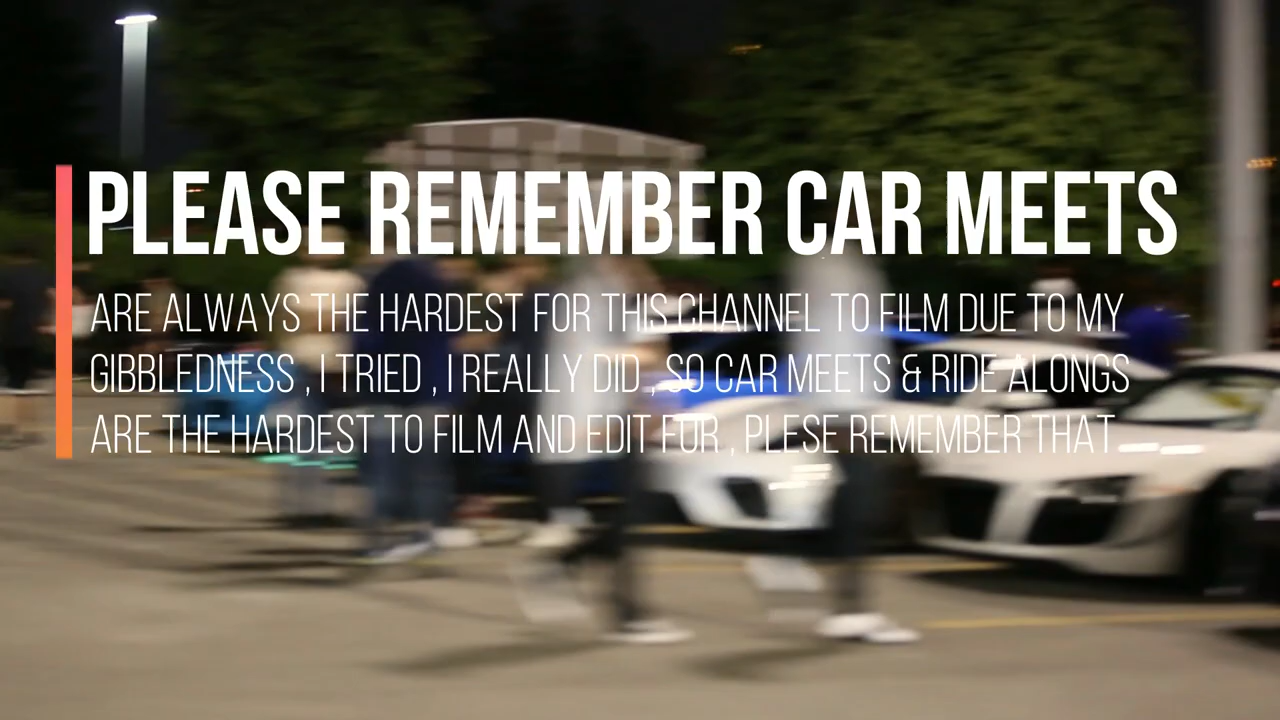 PLEASE REMEMBER CAR MEETS
ARE ALWAYS THE HARDEST FOR THIS CHANNEL TO FILM DUE TO MY
GIBBLEDNESS , I TRIED , I REALLY DID , SO CAR MEETS & RIDE ALONGS
ARE THE HARDEST TO FILM AND EDIT FOR , PLESE REMEMBER THAT